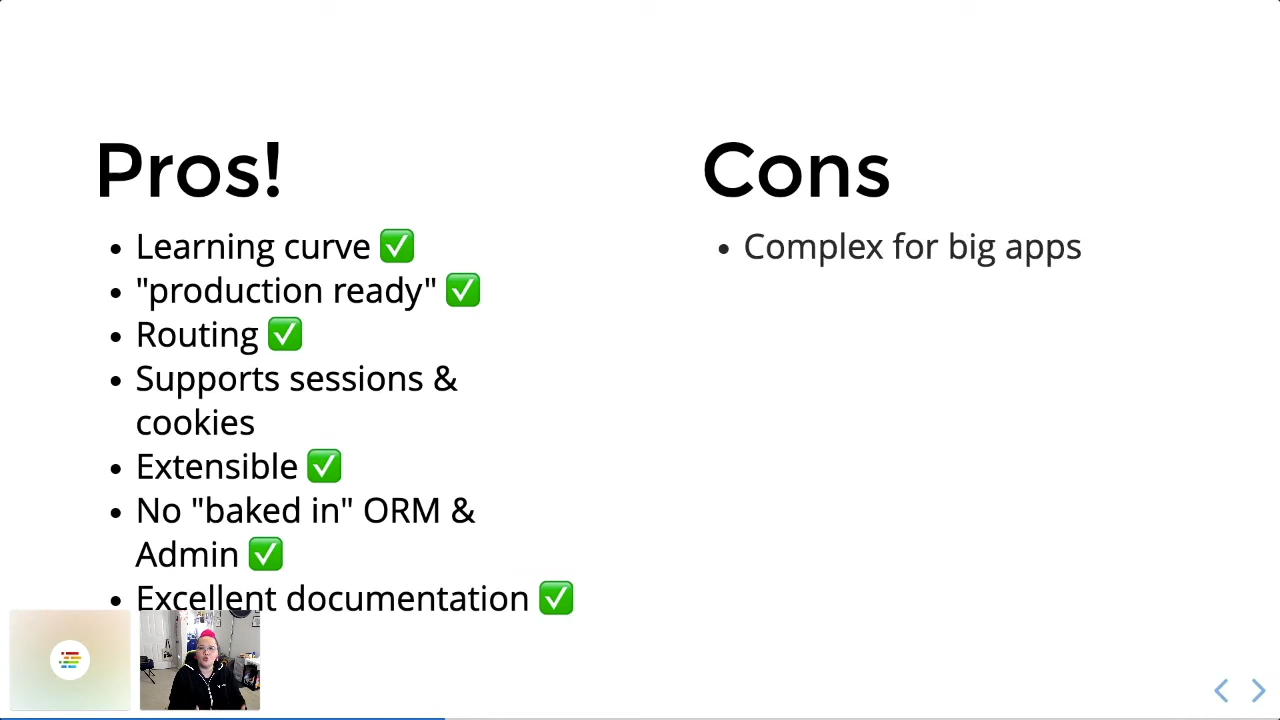 Pros!
Learning curve ✅
"production ready" ✅
Routing ✅
Supports sessions &
cookies
Extensible ✅
No "baked in" ORM &
Admin ✅
Excellent documentation ✅
Cons
Complex for big apps